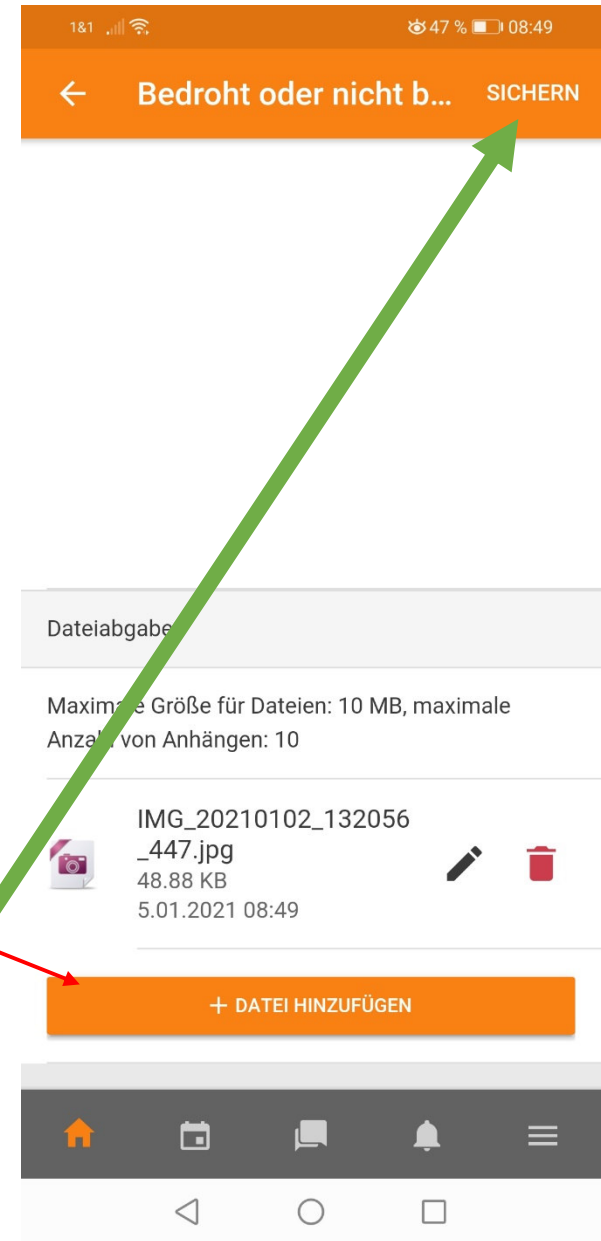 1&1 47 % 08:49
Bedroht oder nicht b... SICHERN
Dateiabgabe
Maximale Größe für Dateien: 10 MB, maximale
Anzahl von Anhängen: 10
IMG_20210102_132056
_447.jpg
48.88 KB
5.01.2021 08:49
+ DATEI HINZUFÜGEN